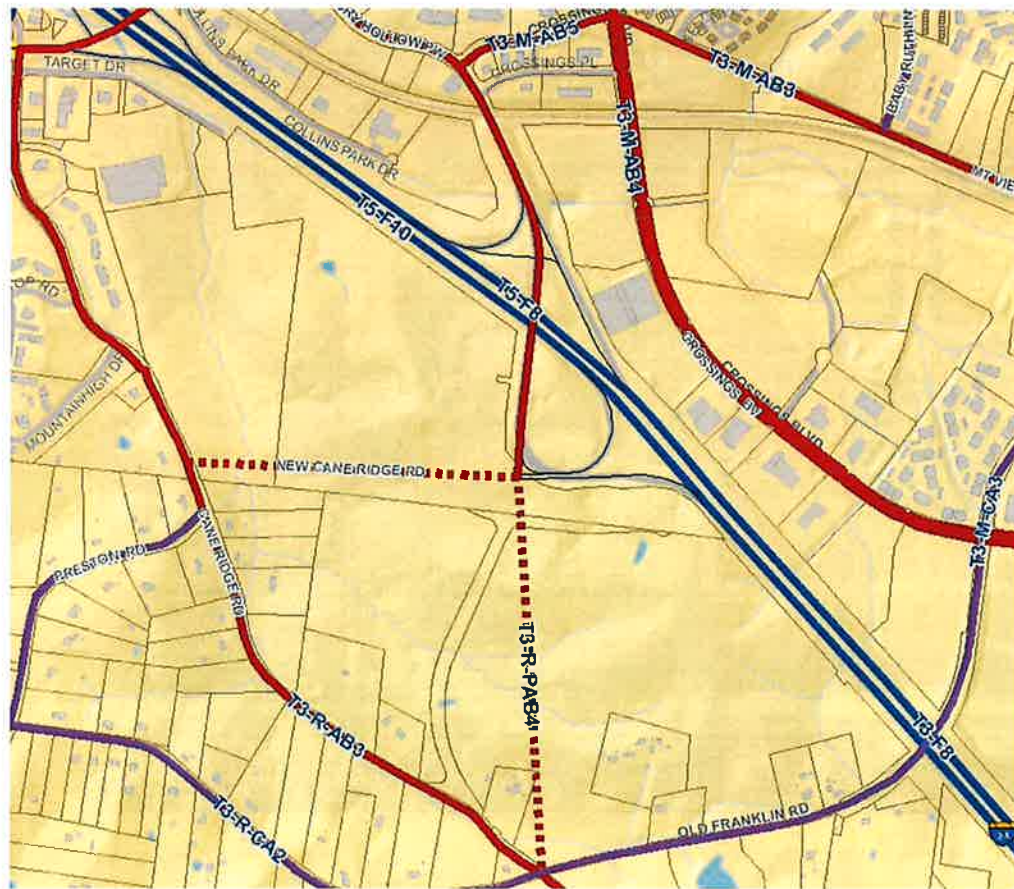 CROSSINGS
T3-M-AB5
T3-M-AB3
TARGET DR
COLLINS PARK DR
CROSSINGS PL
COLLINS PARK DR
T3-M-AB4
T5-F10
T5-F8
CROSSINGS BLV
CROSSINGS BLVD
MOUNTAINHIGH DR
NEW CANE RIDGE RD
T3-M-CA3
PRESTON RD
CANE RIDGE RD
T3-R-PAB4
T3-R-AB3
T3-F8
OLD FRANKLIN RD
T3-R-CA2